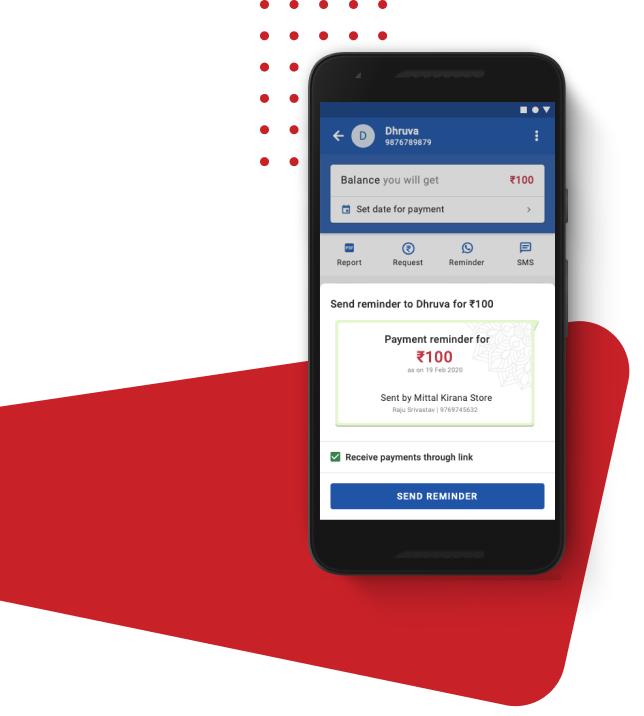 Dhruva
9876789879
D
Balance you will get ₹100
Set date for payment
Report Request Reminder SMS
Send reminder to Dhruva for ₹100
Payment reminder for
₹100
as on 19 Feb 2020
Sent by Mittal Kirana Store
Raju Srivastav | 9769745632
Receive payments through link
SEND REMINDER